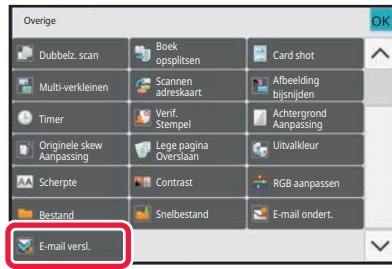 Overige
OK
Dubbelz. scan
Boek
opsplitsen
Card shot
Multi-verkleinen
Scannen
adreskaart
Afbeelding
bijsnijden
Timer
Verif.
Stempel
Achtergrond
Aanpassing
Originele skew
Aanpassing
Lege pagina
Overslaan
Uitvalkleur
Scherpte
Contrast
RGB aanpassen
Bestand
Snelbestand
E-mail ondert.
E-mail versl.